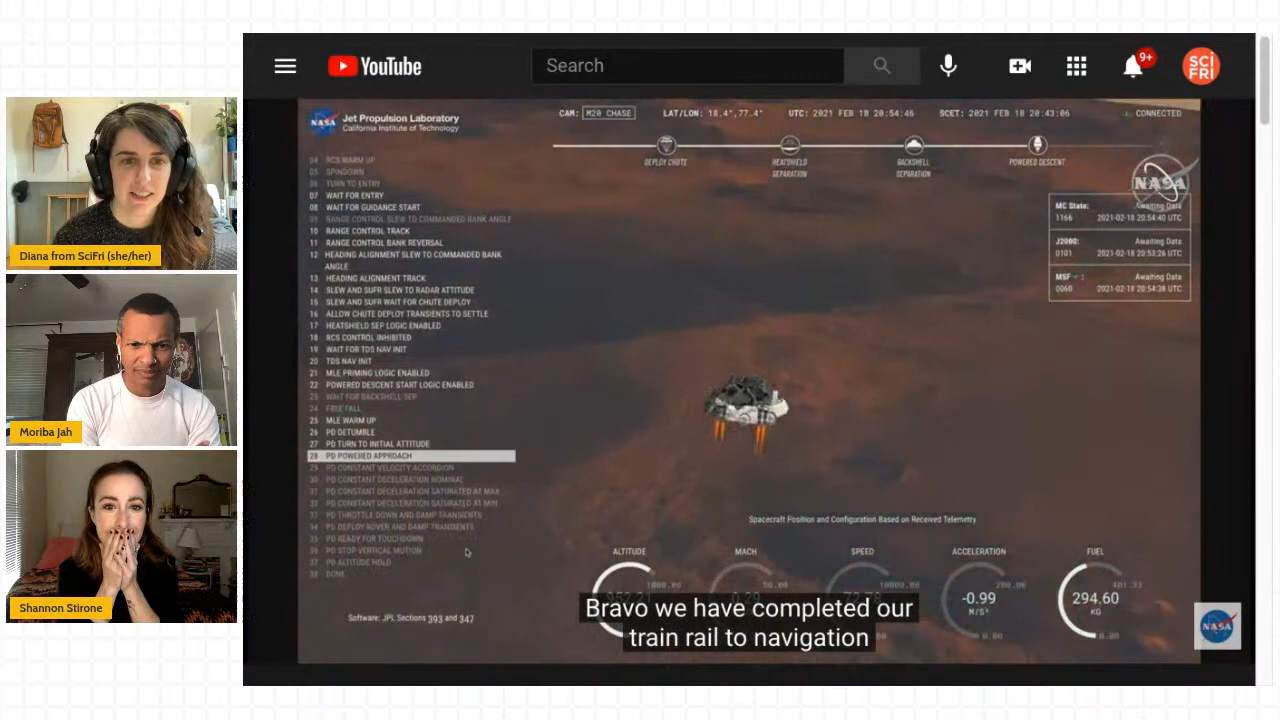 YouTube
Search
9+
SCI
FRI
NASA
Jet Propulsion Laboratory
California Institute of Technology
CAM: M20 CHASE
LAT/LON: 18.4°,77.4°
UTC: 2021 FEB 18 20:54:46
SCET: 2021 FEB 18 20:43:06
CONNECTED
DEPLOY CHUTE
HEATSHIELD
SEPARATION
BACKSHELL
SEPARATION
POWERED DESCENT
NASA
04 RCS WARM UP
05 SPINDOWN
06 TURN TO ENTRY
07 WAIT FOR ENTRY
08 WAIT FOR GUIDANCE START
09 RANGE CONTROL SLEW TO COMMANDED BANK ANGLE
10 RANGE CONTROL TRACK
11 RANGE CONTROL BANK REVERSAL
12 HEADING ALIGNMENT SLEW TO COMMANDED BANK
ANGLE
13 HEADING ALIGNMENT TRACK
14 SLEW AND SUFR SLEW TO RADAR ATTITUDE
15 SLEW AND SUFR WAIT FOR CHUTE DEPLOY
16 ALLOW CHUTE DEPLOY TRANSIENTS TO SETTLE
17 HEATSHIELD SEP LOGIC ENABLED
18 RCS CONTROL INHIBITED
19 WAIT FOR TDS NAV INIT
20 TDS NAV INIT
21 MLE PRIMING LOGIC ENABLED
22 POWERED DESCENT START LOGIC ENABLED
23 WAIT FOR BACKSHELL SEP
24 FREE FALL
25 MLE WARM UP
26 PD DETUMBLE
27 PD TURN TO INITIAL ATTITUDE
28 PD POWERED APPROACH
29 PD CONSTANT VELOCITY ACCORDION
30 PD CONSTANT DECELERATION NOMINAL
31 PD CONSTANT DECELERATION SATURATED AT MAX
32 PD CONSTANT DECELERATION SATURATED AT MIN
33 PD THROTTLE DOWN AND DAMP TRANSIENTS
34 PD DEPLOY ROVER AND DAMP TRANSIENTS
35 PD READY FOR TOUCHDOWN
36 PD STOP VERTICAL MOTION
37 PD ALTITUDE HOLD
38 DONE
Software: JPL Sections 393 and 347
MC State: Awaiting Data
1166 2021-02-18 20:54:40 UTC
J2000: Awaiting Data
0101 2021-02-18 20:53:26 UTC
MSF : Awaiting Data
0060 2021-02-18 20:54:38 UTC
Spacecraft Position and Configuration Based on Received Telemetry
ALTITUDE
MACH
SPEED
ACCELERATION
FUEL
-0.99
M/S²
200.00
0.00
294.60
KG
401.33
0.00
Bravo we have completed our
train rail to navigation
NASA
Diana from SciFri (she/her)
Moriba Jah
Shannon Stirone